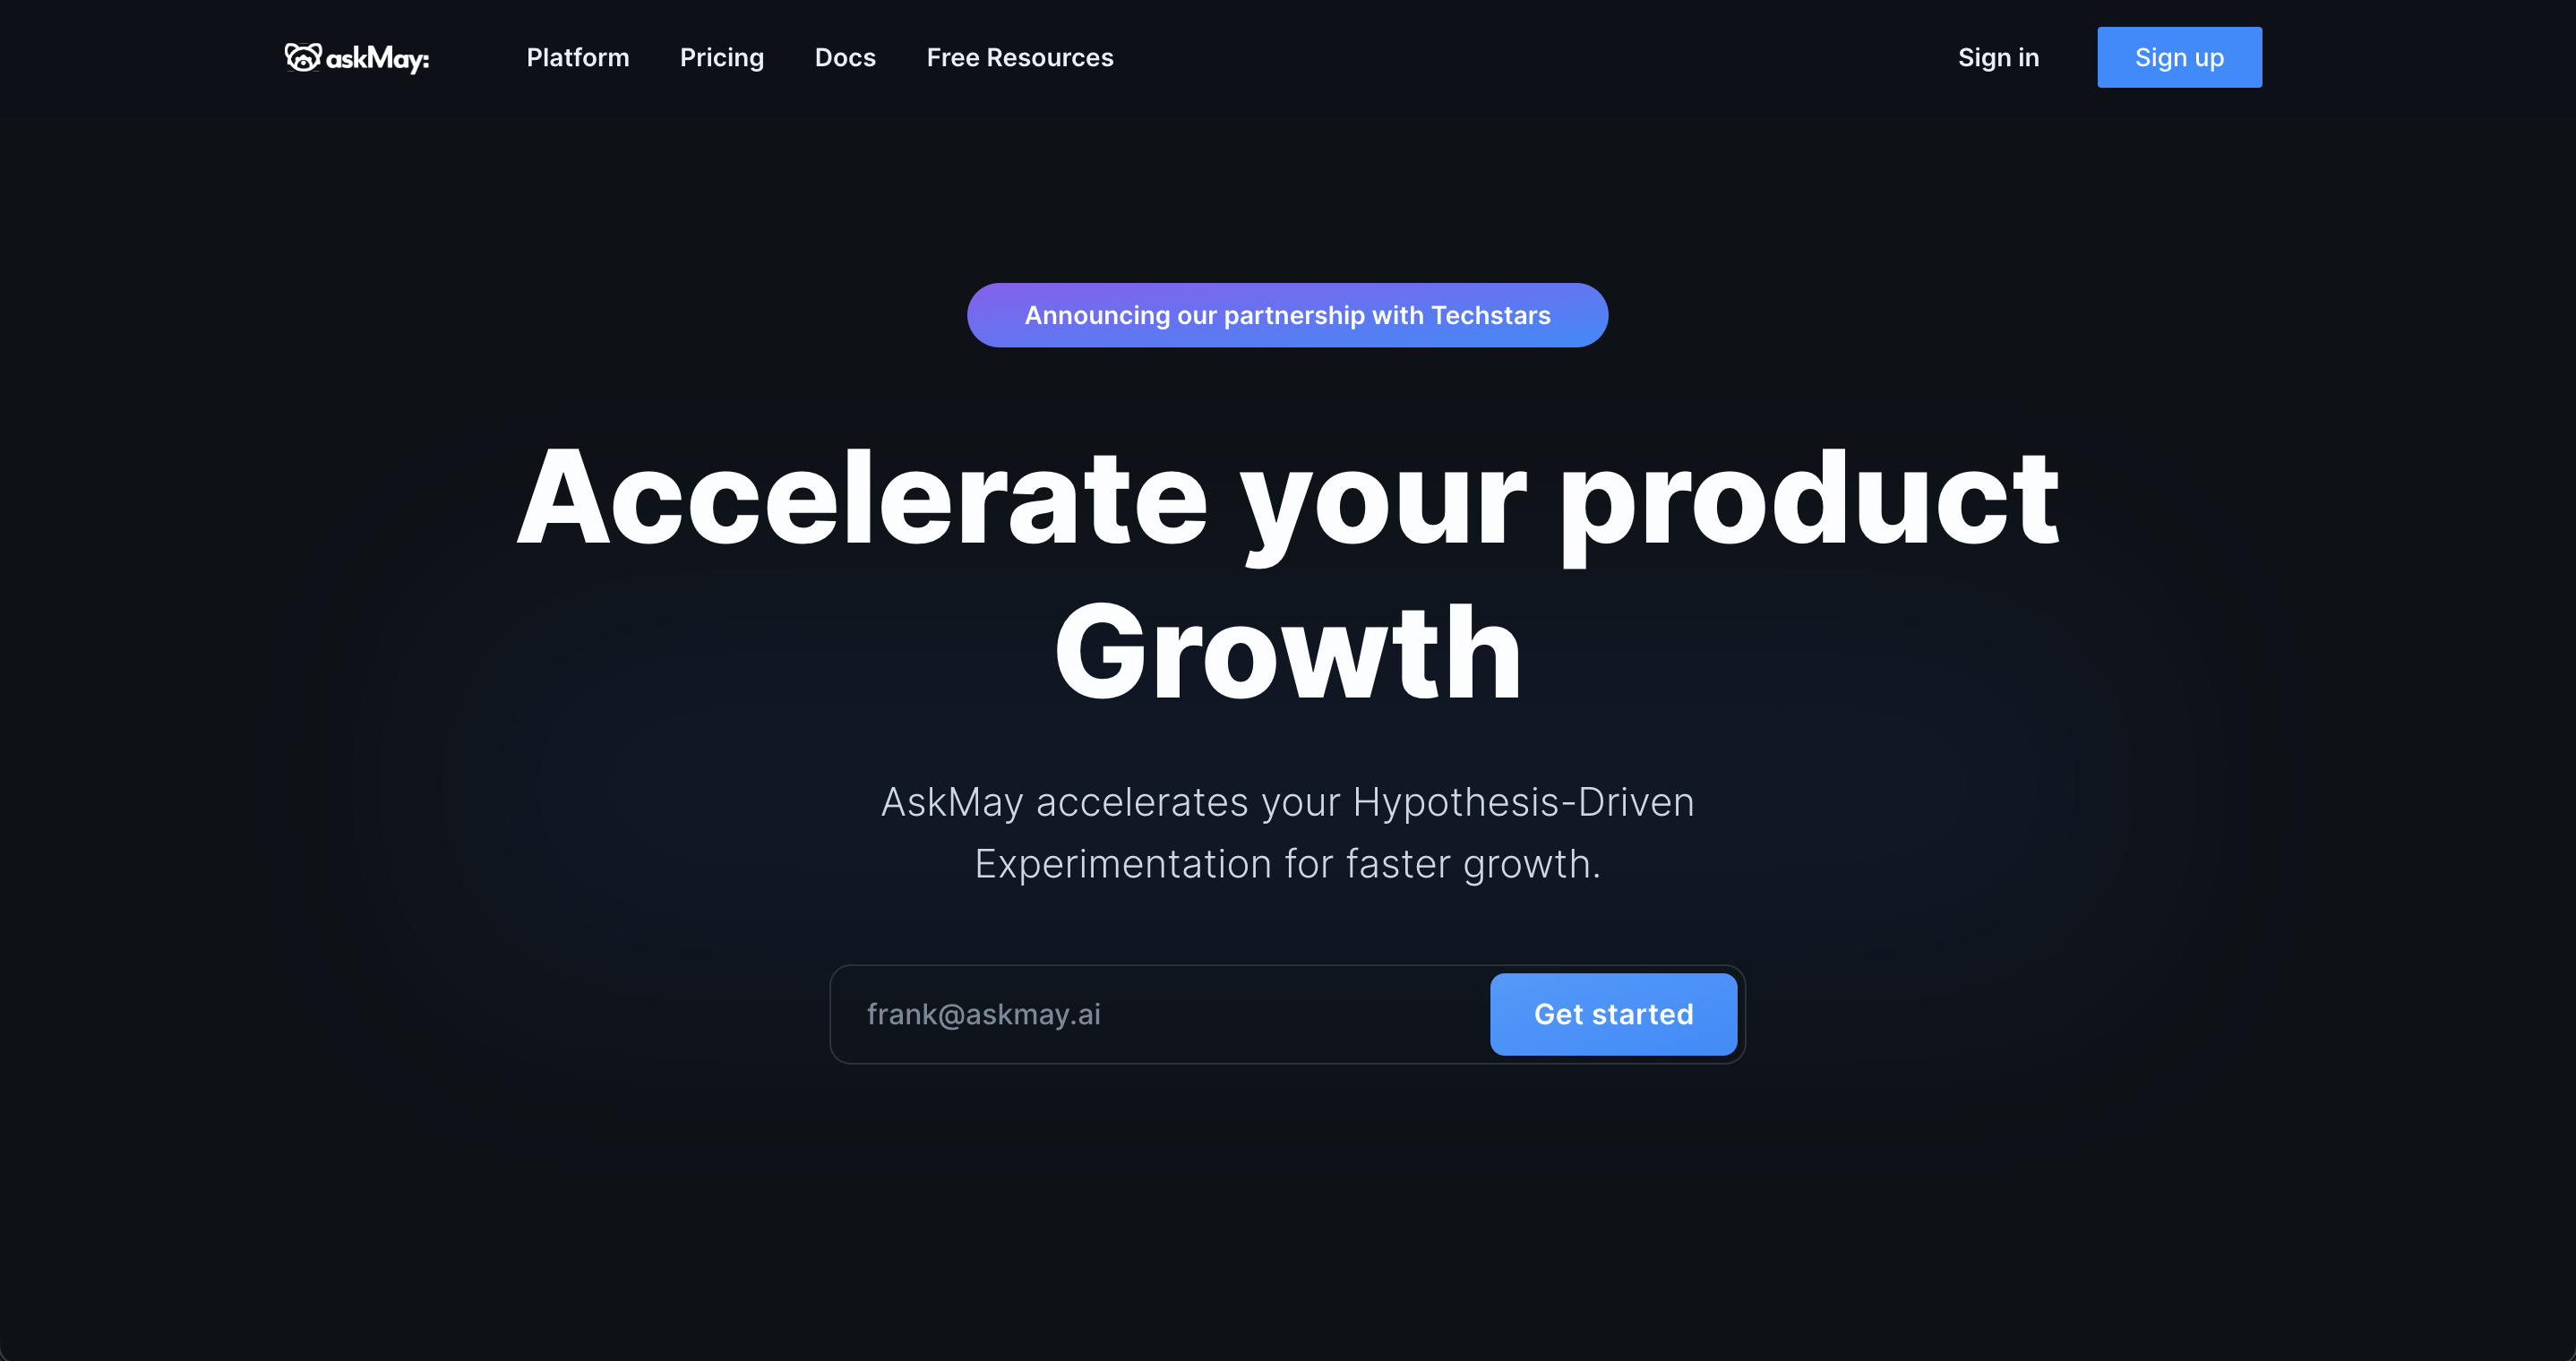 askMay:
Platform
Pricing
Docs
Free Resources
Sign in
Sign up
Announcing our partnership with Techstars
Accelerate your product
Growth
AskMay accelerates your Hypothesis-Driven
Experimentation for faster growth.
frank@askmay.ai
Get started